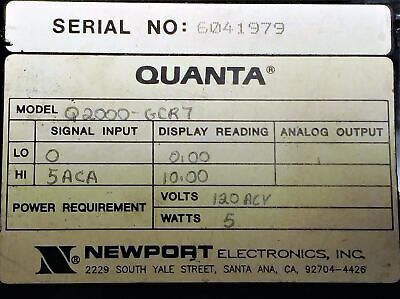 SERIAL NO: 6041979
QUANTA®
MODEL Q2000-GCR7
SIGNAL INPUT DISPLAY READING ANALOG OUTPUT
LO 0 0.00
HI 5ACA 10.00
POWER REQUIREMENT VOLTS 120ACV
WATTS 5
N® NEWPORT ELECTRONICS, INC.
2229 SOUTH YALE STREET, SANTA ANA, CA, 92704-4426